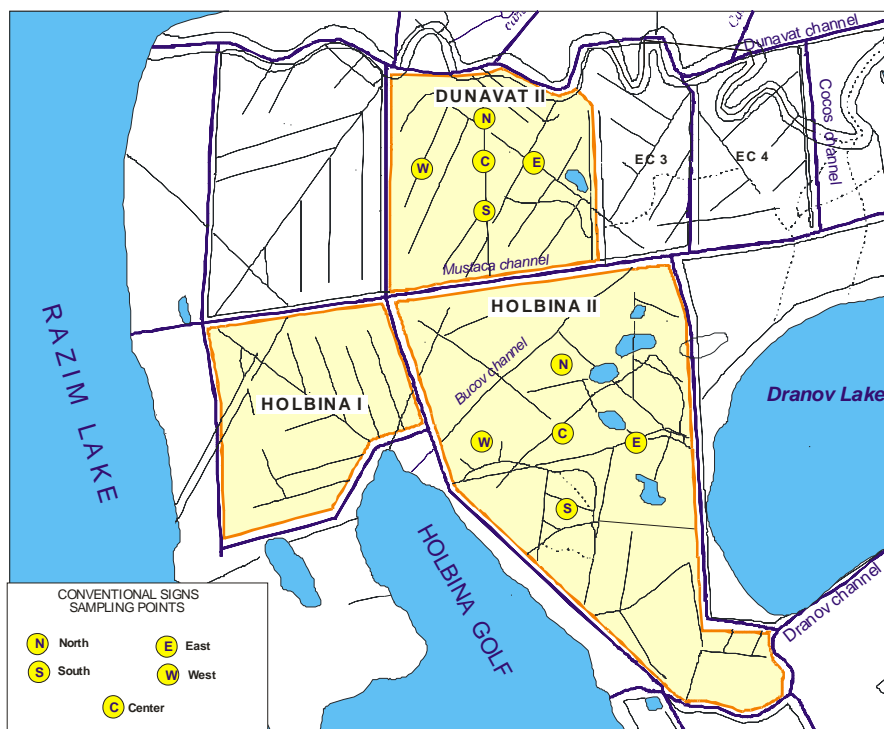 Dunavat channel
DUNAVAT II
N
W
C
E
S
EC 3
EC 4
Cocos channel
Mustaca channel
RAZIM LAKE
HOLBINA II
Bucov channel
N
HOLBINA I
Dranov Lake
W
C
E
S
HOLBINA GOLF
Dranov channel
CONVENTIONAL SIGNS
SAMPLING POINTS
N North
E East
S South
W West
C Center